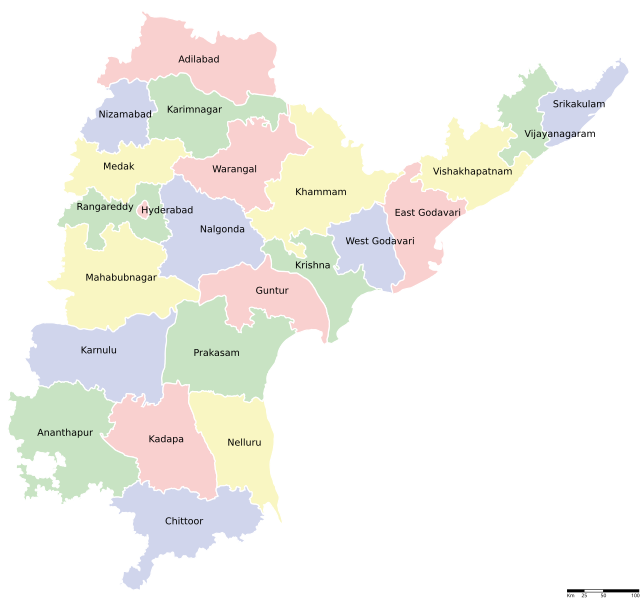 Adilabad
Srikakulam
Karimnagar
Nizamabad
Vijayanagaram
Medak
Warangal
Vishakhapatnam
Khammam
Rangareddy
Hyderabad
East Godavari
Nalgonda
West Godavari
Krishna
Mahabubnagar
Guntur
Karnulu
Prakasam
Ananthapur
Kadapa
Nelluru
Chittoor
Km 25 50 100